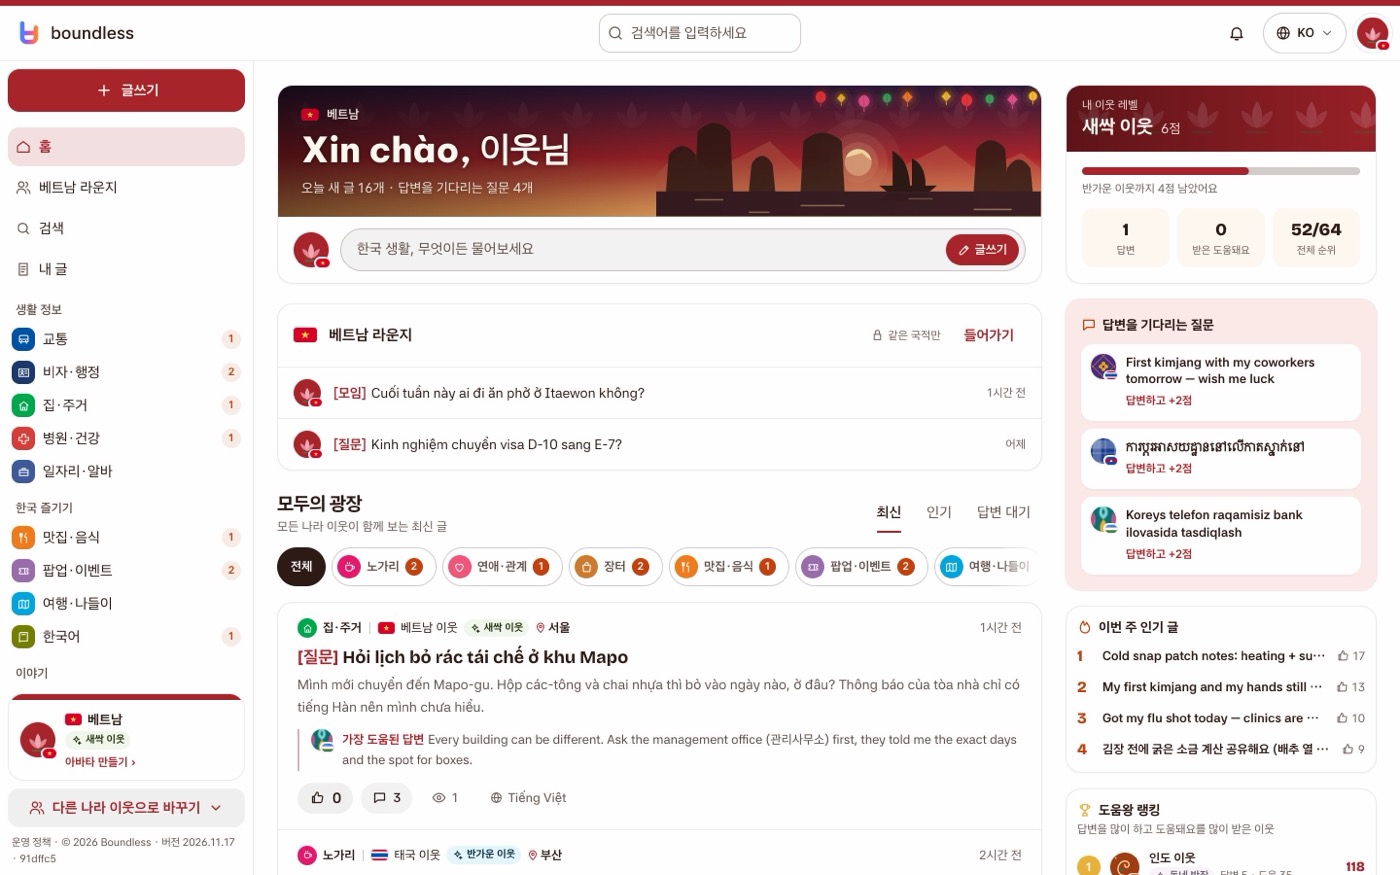 boundless
검색어를 입력하세요
KO
글쓰기
홈
베트남 라운지
검색
내 글
생활 정보
교통 1
비자·행정 2
집·주거 1
병원·건강 1
일자리·알바
한국 즐기기
맛집·음식 1
팝업·이벤트 2
여행·나들이
한국어 1
이야기
베트남
새싹 이웃
아바타 만들기 ›
다른 나라 이웃으로 바꾸기
운영 정책 · © 2026 Boundless · 버전 2026.11.17
· 91dffc5
베트남
Xin chào, 이웃님
오늘 새 글 16개 · 답변을 기다리는 질문 4개
한국 생활, 무엇이든 물어보세요
글쓰기
베트남 라운지
같은 국적만
들어가기
[모임] Cuối tuần này ai đi ăn phở ở Itaewon không?
1시간 전
[질문] Kinh nghiệm chuyển visa D-10 sang E-7?
어제
모두의 광장
모든 나라 이웃이 함께 보는 최신 글
최신
인기
답변 대기
전체
노가리 2
연애·관계 1
장터 2
맛집·음식 1
팝업·이벤트 2
여행·나들이
집·주거 | 베트남 이웃 새싹 이웃 서울
1시간 전
[질문] Hỏi lịch bỏ rác tái chế ở khu Mapo
Mình mới chuyển đến Mapo-gu. Hộp các-tông và chai nhựa thì bỏ vào ngày nào, ở đâu? Thông báo của tòa nhà chỉ có
tiếng Hàn nên mình chưa hiểu.
가장 도움된 답변 Every building can be different. Ask the management office (관리사무소) first, they told me the exact days
and the spot for boxes.
0
3
1
Tiếng Việt
노가리 | 태국 이웃 반가운 이웃 부산
2시간 전
내 이웃 레벨
새싹 이웃 6점
반가운 이웃까지 4점 남았어요
1
답변
0
받은 도움돼요
52/64
전체 순위
답변을 기다리는 질문
First kimjang with my coworkers
tomorrow — wish me luck
답변하고 +2점
답변하고 +2점
Koreys telefon raqamisiz bank
ilovasida tasdiqlash
답변하고 +2점
이번 주 인기 글
1 Cold snap patch notes: heating + su··· 17
2 My first kimjang and my hands still ··· 13
3 Got my flu shot today — clinics are ··· 10
4 김장 전에 굵은 소금 계산 공유해요 (배추 열 ··· 9
도움왕 랭킹
답변을 많이 하고 도움돼요를 많이 받은 이웃
1
인도 이웃
118